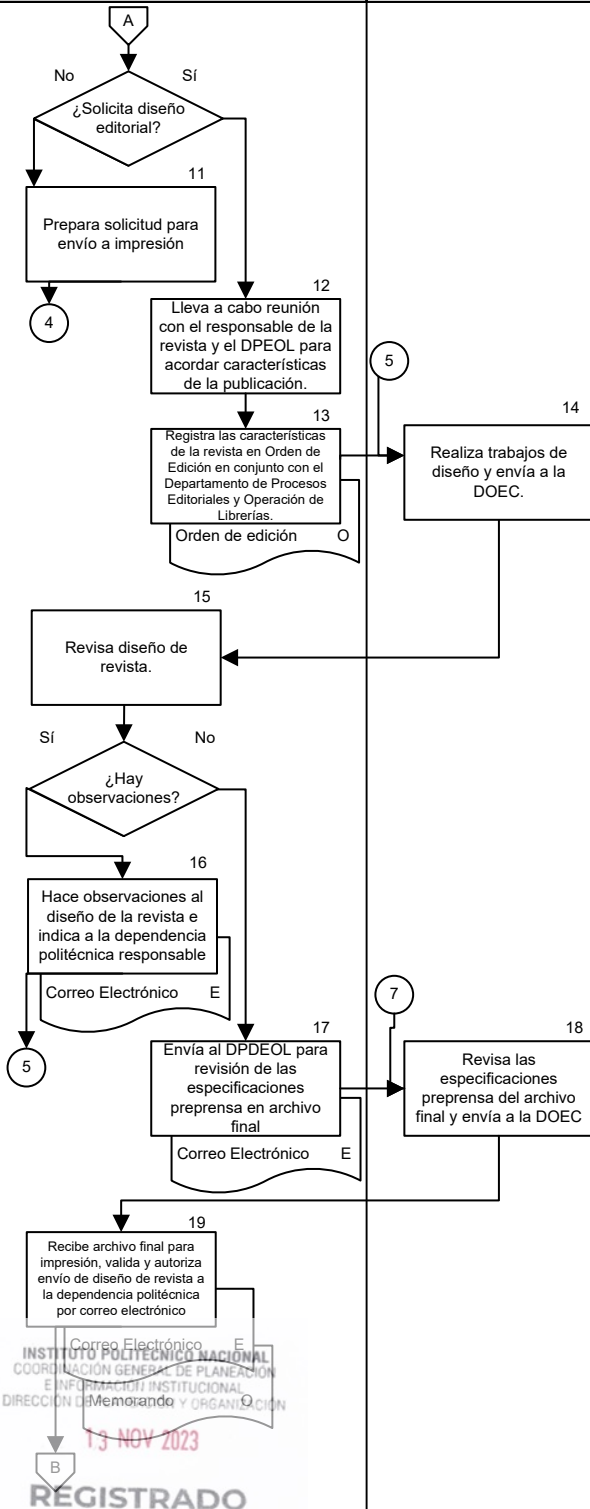 A
No
Sí
¿Solicita diseño
editorial?
11
Prepara solicitud para
envío a impresión
4
12
Lleva a cabo reunión
con el responsable de la
revista y el DPEOL para
acordar características
de la publicación.
5
13
Registra las características
de la revista en Orden de
Edición en conjunto con el
Departamento de Procesos
Editoriales y Operación de
Librerías.
Orden de edición O
14
Realiza trabajos de
diseño y envía a la
DOEC.
15
Revisa diseño de
revista.
Sí
No
¿Hay
observaciones?
16
Hace observaciones al
diseño de la revista e
indica a la dependencia
politécnica responsable
Correo Electrónico E
5
7
17
Envía al DPDEOL para
revisión de las
especificaciones
preprensa en archivo
final
Correo Electrónico E
18
Revisa las
especificaciones
preprensa del archivo
final y envía a la DOEC
19
Recibe archivo final para
impresión, valida y autoriza
envío de diseño de revista a
la dependencia politécnica
por correo electrónico
Correo Electrónico E
INSTITUTO POLITÉCNICO NACIONAL
COORDINACIÓN GENERAL DE PLANEACIÓN
E INFORMACIÓN INSTITUCIONAL
DIRECCIÓN DE Y ORGANIZACIÓN
Memorando O
13 NOV 2023
B
REGISTRADO